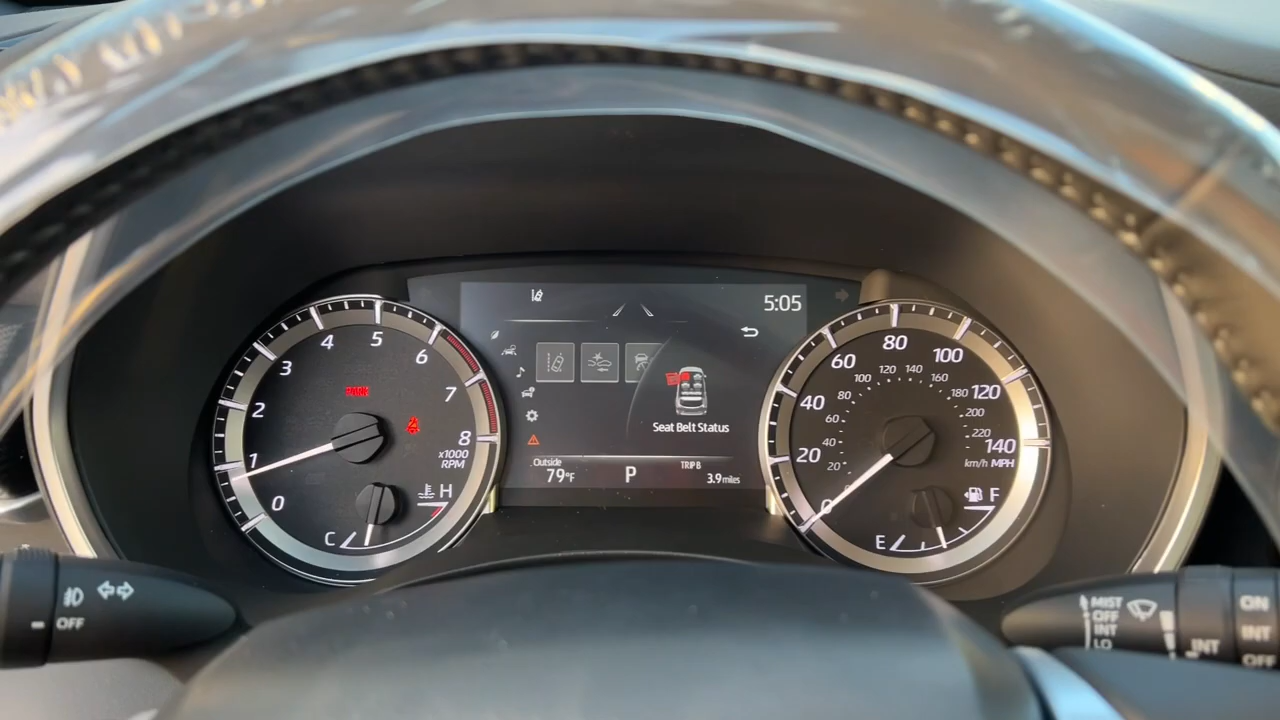 5:05
Seat Belt Status
Outside
79°F
P
TRIP B
3.9 miles
0
1
2
3
4
5
6
7
8
x1000
RPM
PARK
C
H
0
20
40
60
80
100
120
140
km/h MPH
20
40
60
80
100
120
140
160
180
200
220
E
F
OFF
MIST
OFF
INT
LO
INT
ON
INT
OFF